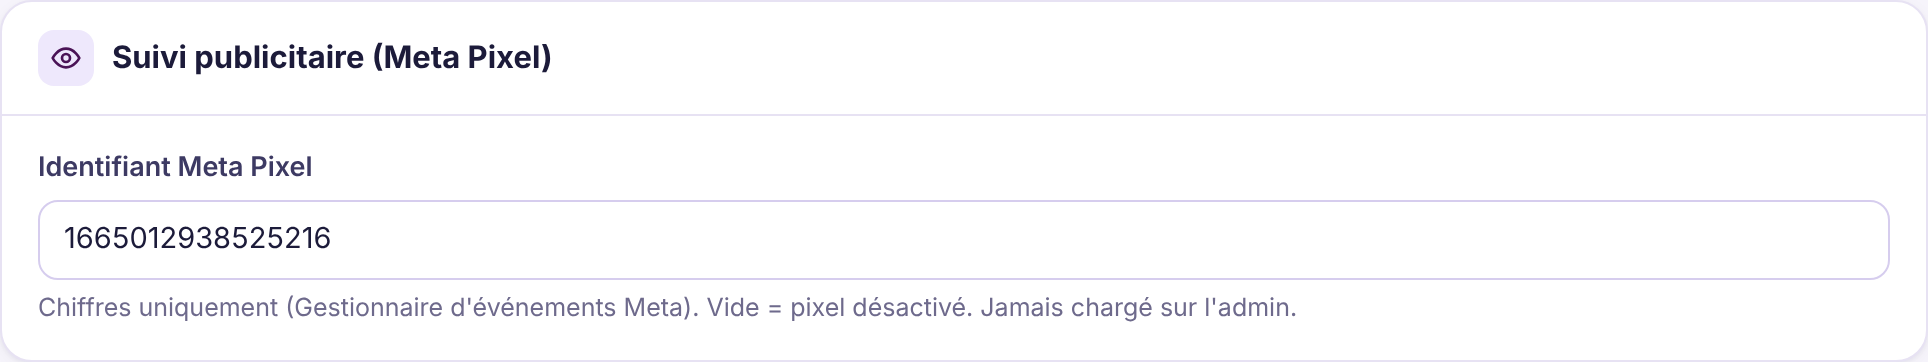 Suivi publicitaire (Meta Pixel)
Identifiant Meta Pixel
1665012938525216
Chiffres uniquement (Gestionnaire d'événements Meta). Vide = pixel désactivé. Jamais chargé sur l'admin.